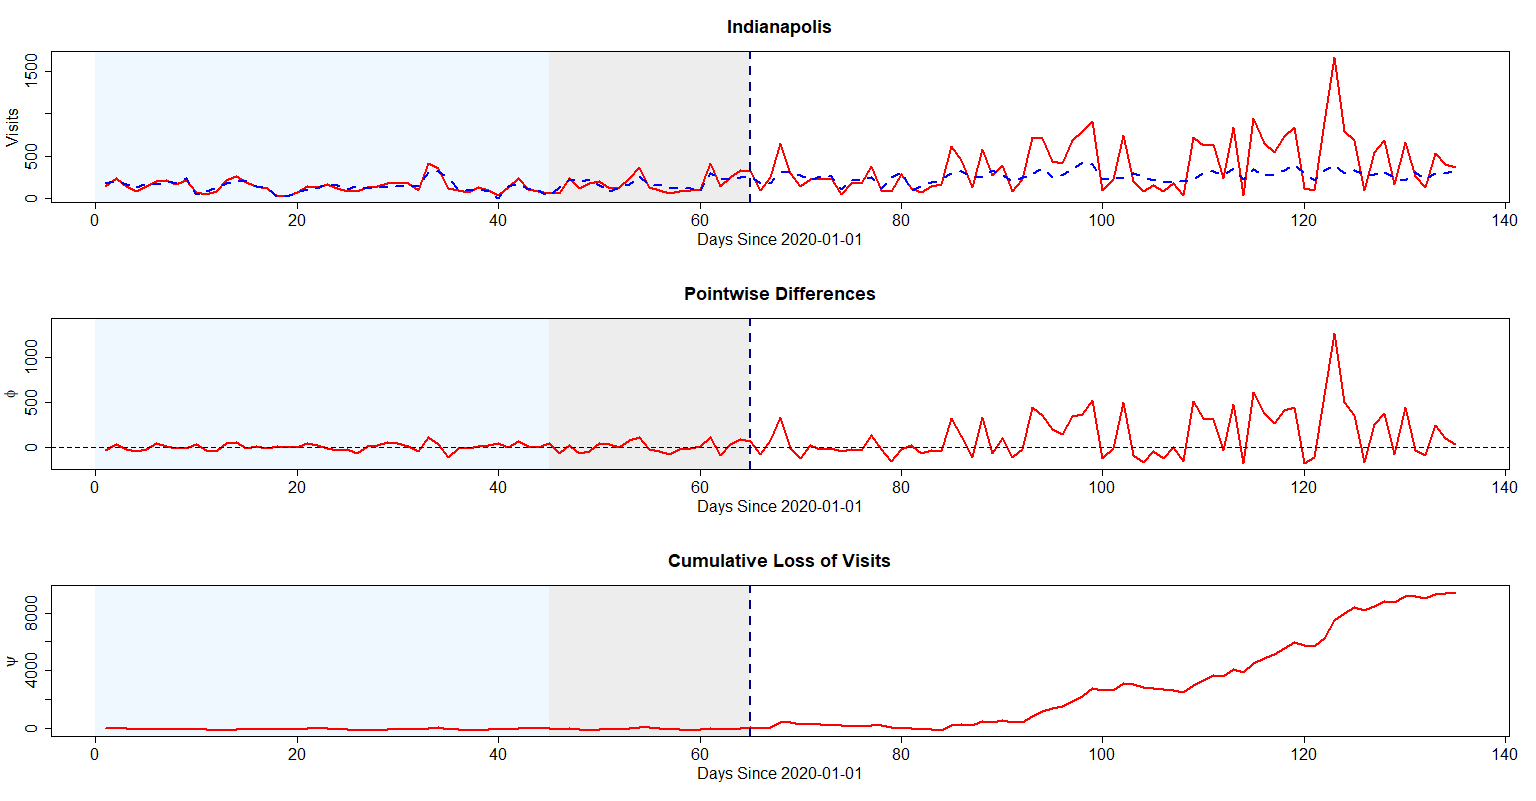 Indianapolis
1500
500
0
Visits
0 20 40 60 80 100 120 140
Days Since 2020-01-01
Pointwise Differences
1000
500
0
ϕ
0 20 40 60 80 100 120 140
Days Since 2020-01-01
Cumulative Loss of Visits
8000
4000
0
ψ
0 20 40 60 80 100 120 140
Days Since 2020-01-01